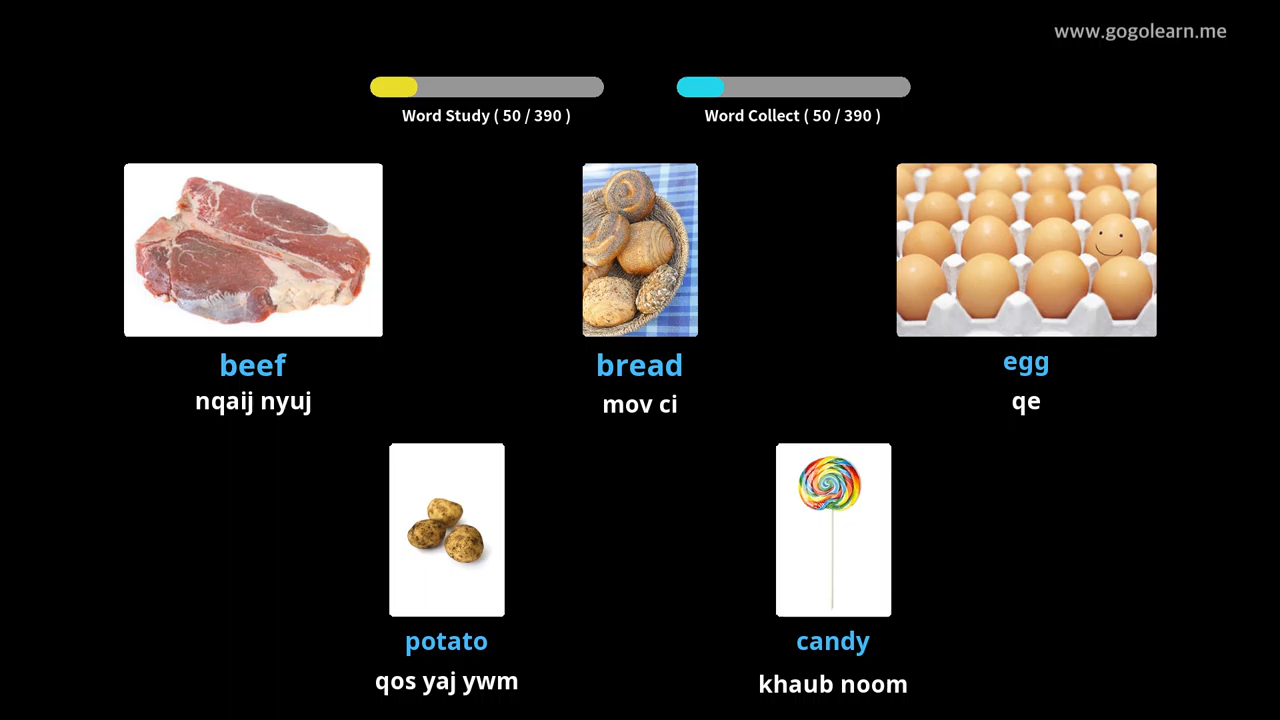 www.gogolearn.me
Word Study ( 50 / 390 )
Word Collect ( 50 / 390 )
beef
nqaij nyuj
bread
mov ci
egg
qe
potato
qos yaj ywm
candy
khaub noom